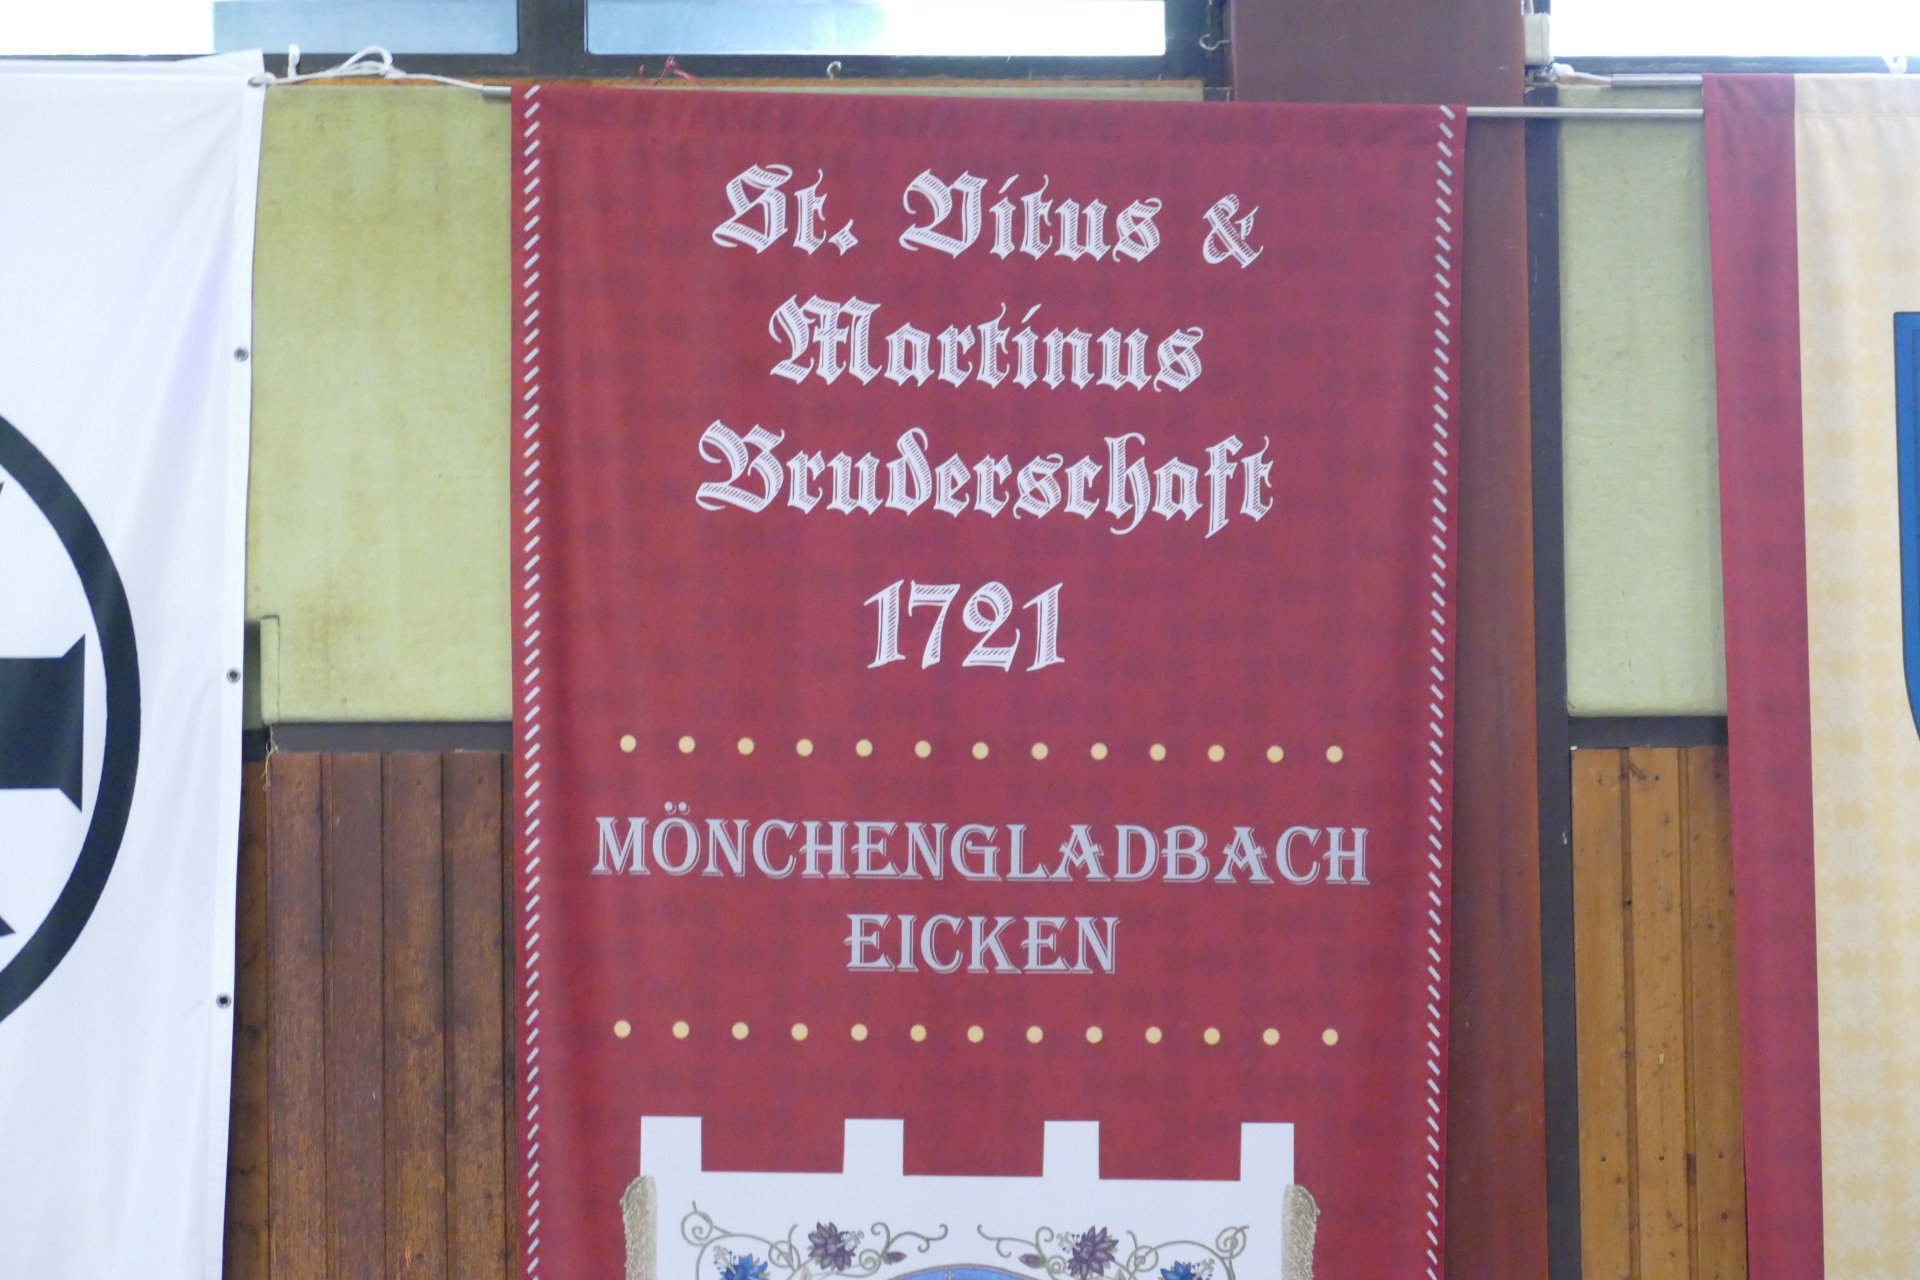 St. Vitus &
Martinus
Bruderschaft
1721
MÖNCHENGLADBACH
EICKEN